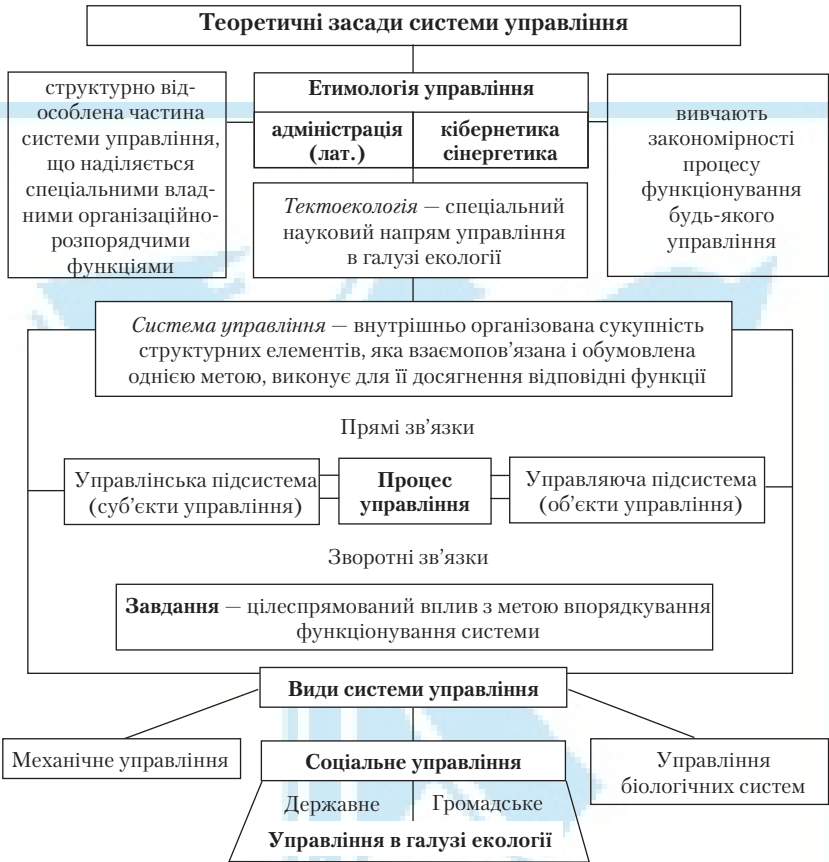 Теоретичні засади системи управління
структурно від-
особлена частина
системи управління,
що наділяється
спеціальними влад-
ними організаційно-
розпорядчими
функціями
Етимологія управління
адміністрація
(лат.)
кібернетика
сінергетика
вивчають
закономірності
процесу
функціонування
будь-якого
управління
Тектоекологія — спеціальний
науковий напрям управління
в галузі екології
Система управління — внутрішньо організована сукупність
структурних елементів, яка взаємопов'язана і обумовлена
однією метою, виконує для її досягнення відповідні функції
Прямі зв'язки
Управлінська підсистема
(суб'єкти управління)
Процес
управління
Управляюча підсистема
(об'єкти управління)
Зворотні зв'язки
Завдання — цілеспрямований вплив з метою впорядкування
функціонування системи
Види системи управління
Механічне управління
Соціальне управління
Управління
біологічних систем
Державне Громадське
Управління в галузі екології